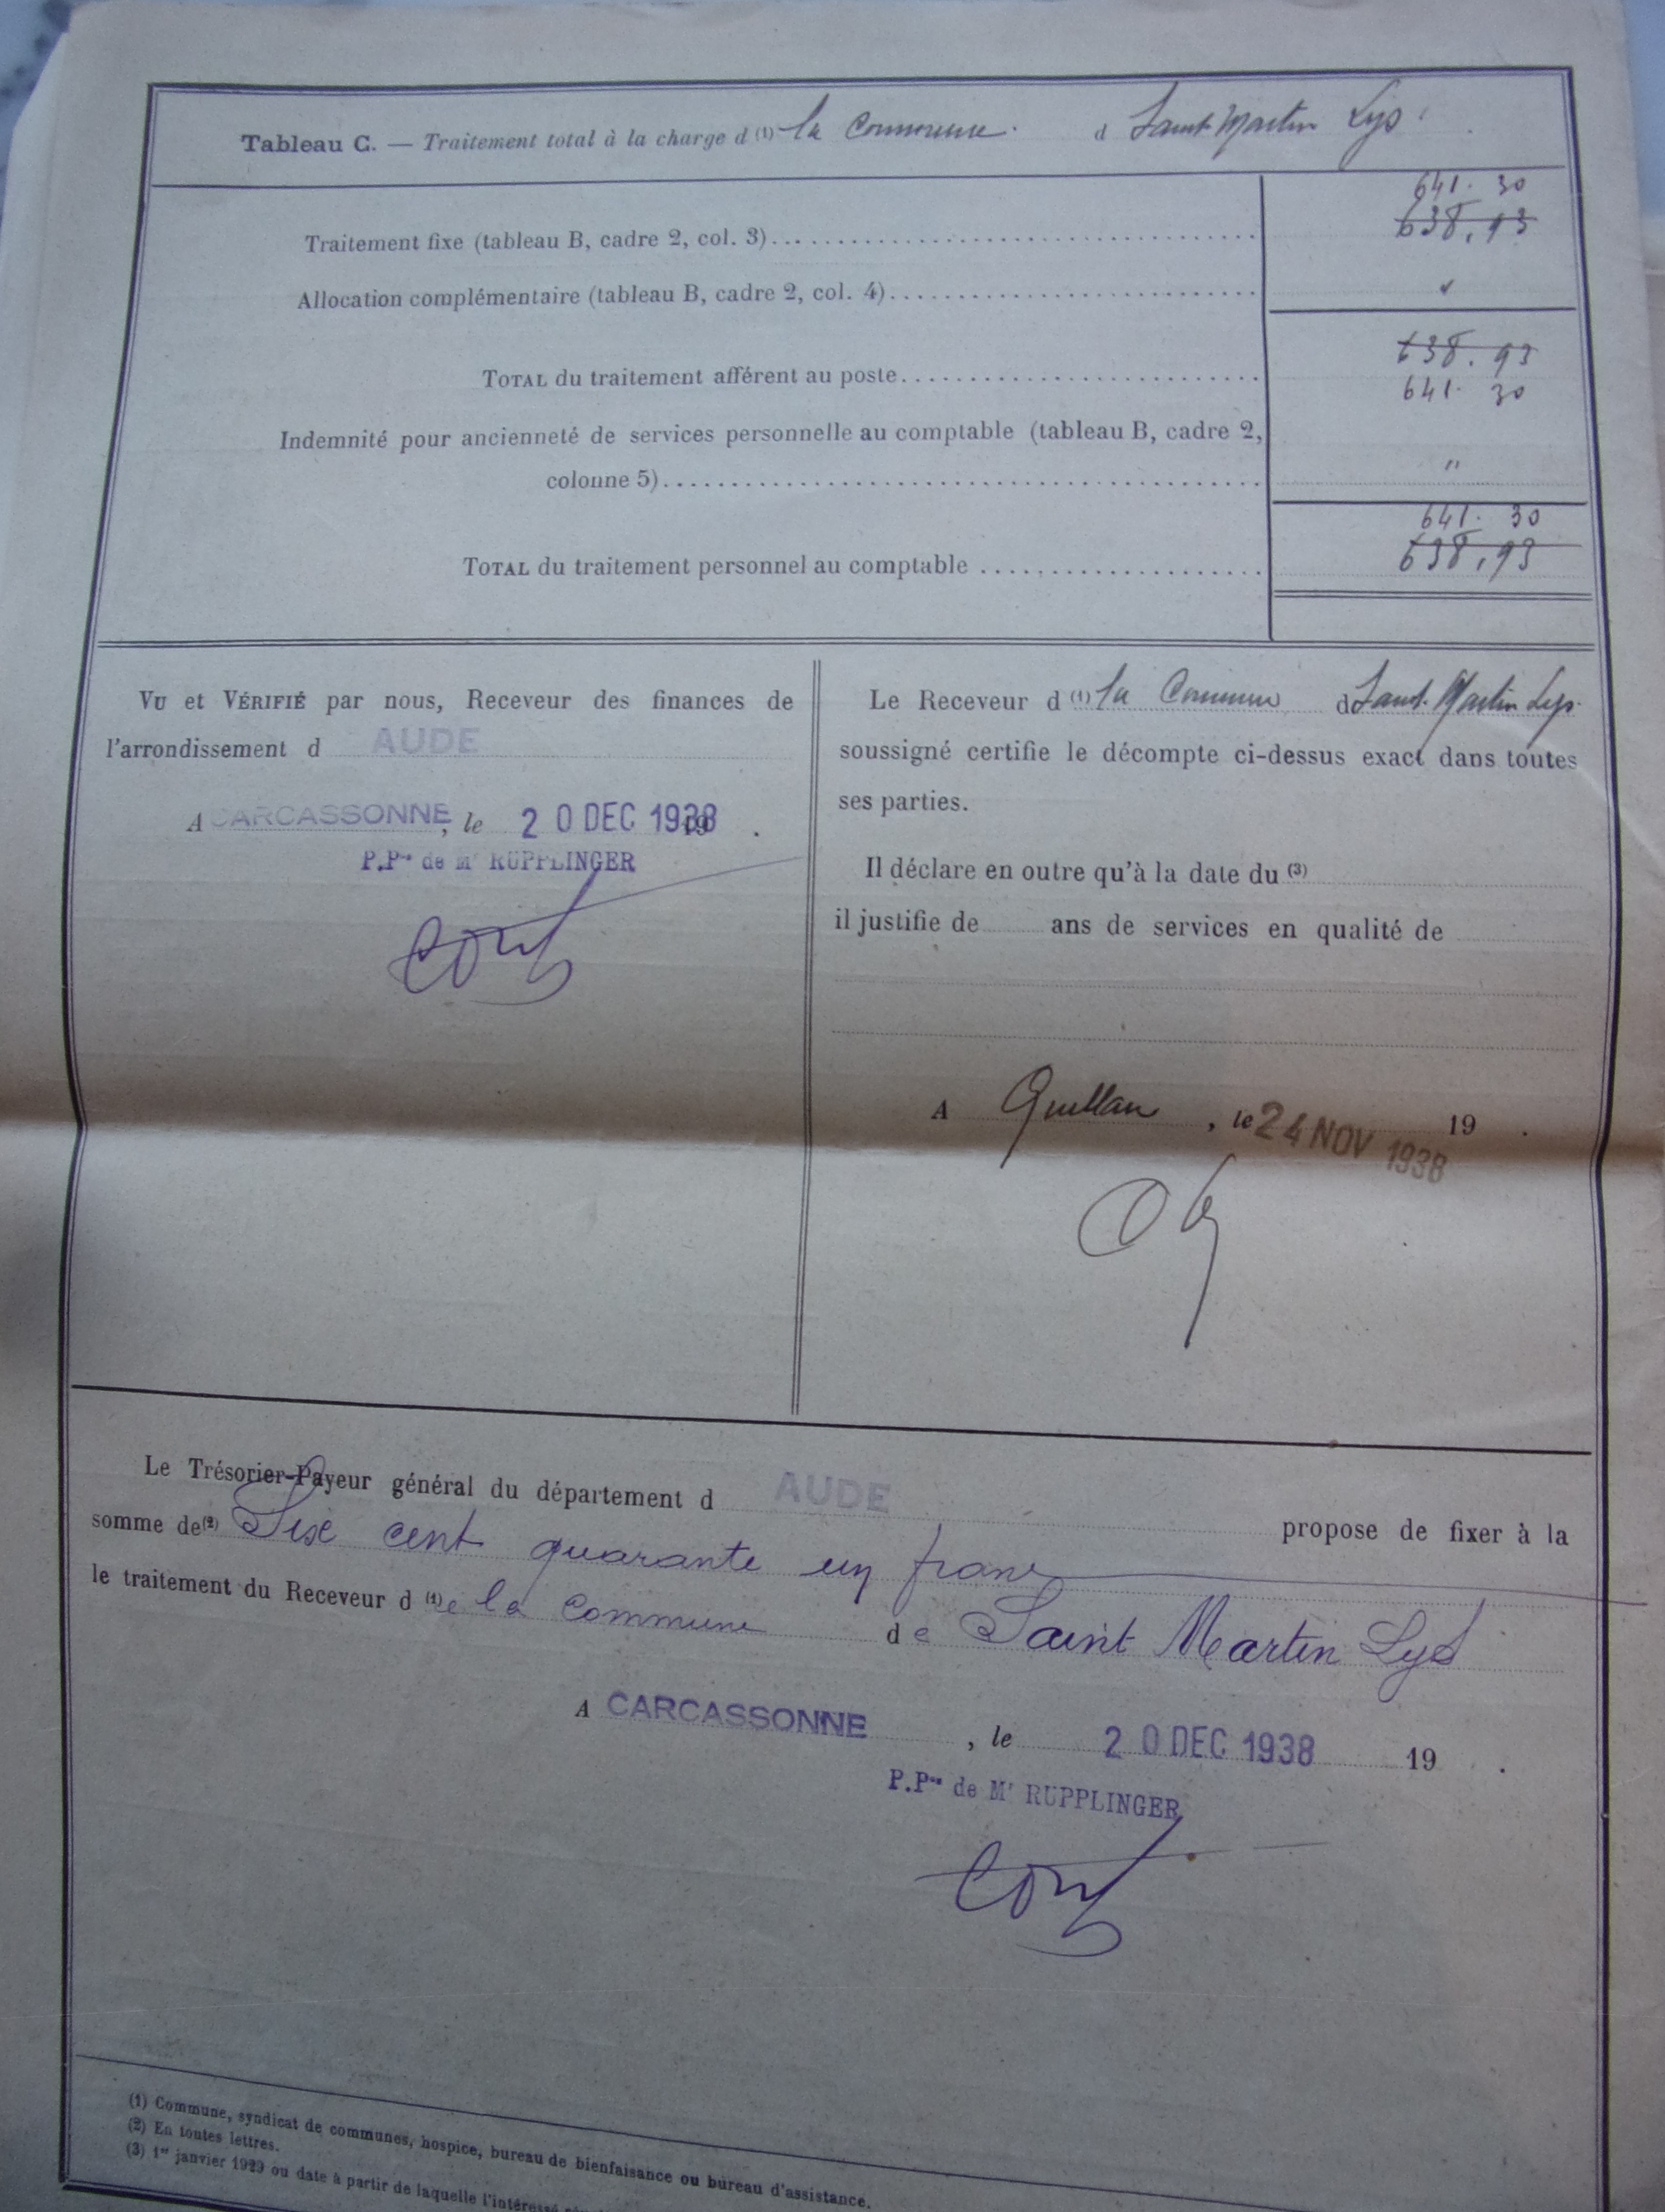 Tableau C. — Traitement total à la charge d (1) la Commune. d Saint Martin Lys.
641. 30
Traitement fixe (tableau B, cadre 2, col. 3) 638,93
Allocation complémentaire (tableau B, cadre 2, col. 4)
638.93
TOTAL du traitement afférent au poste
641. 30
Indemnité pour ancienneté de services personnelle au comptable (tableau B, cadre 2,
colonne 5) "
641. 30
TOTAL du traitement personnel au comptable 638,93
VU et VÉRIFIÉ par nous, Receveur des finances de
l'arrondissement d AUDE
A CARCASSONNE, le 20 DEC 1938 19 .
P.Pon de Mr RUPPLINGER
Le Receveur d (1) la Commune d Saint. Martin Lys.
soussigné certifie le décompte ci-dessus exact dans toutes
ses parties.
Il déclare en outre qu'à la date du (3)
il justifie de ans de services en qualité de
A Quillan, le 24 NOV 1938 19 .
Le Trésorier-Payeur général du département d AUDE propose de fixer à la
somme de (2) Six cent quarante un francs
le traitement du Receveur d (1) e la commune de Saint Martin Lys
A CARCASSONNE, le 20 DEC 1938 19 .
P.Pon de Mr RUPPLINGER
(1) Commune, syndicat de communes, hospice, bureau de bienfaisance ou bureau d'assistance.
(2) En toutes lettres.
(3) 1er janvier 1929 ou date à partir de laquelle l'intéressé